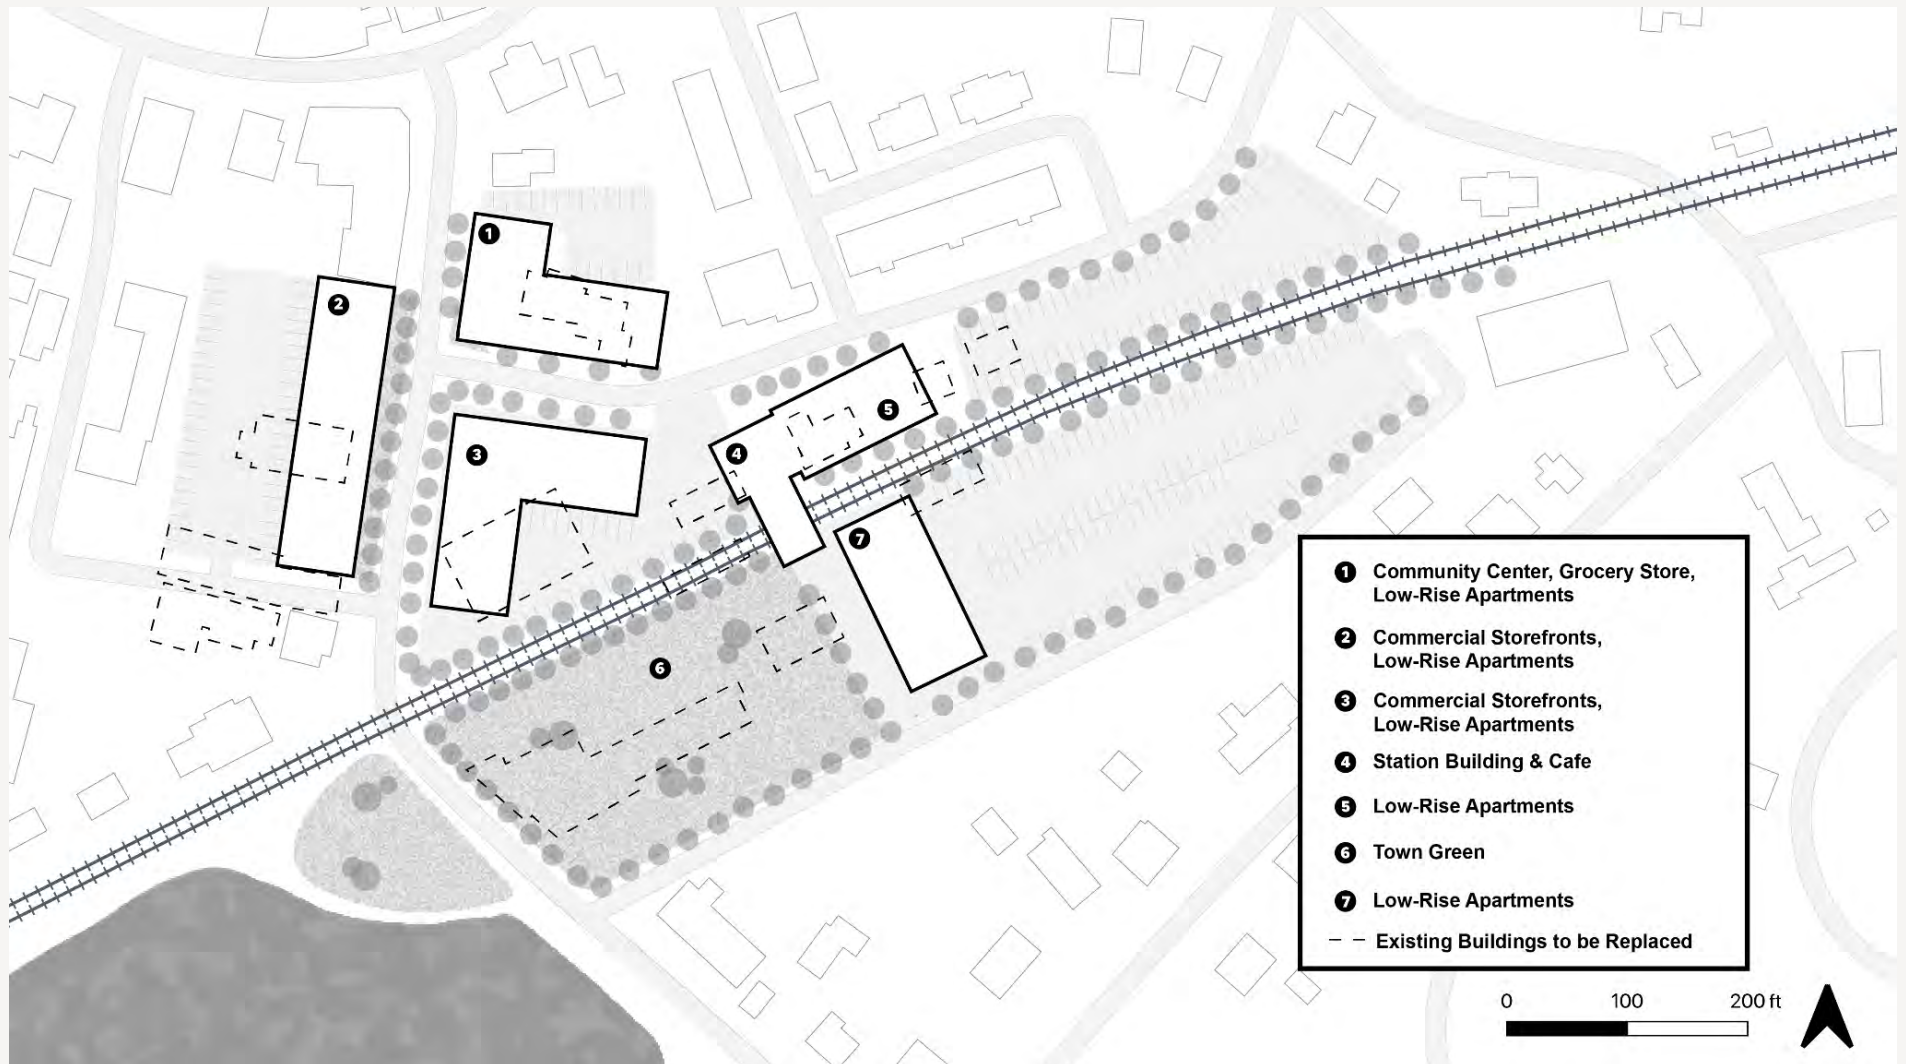 1
2
3
4
5
6
7
1 Community Center, Grocery Store,
Low-Rise Apartments
2 Commercial Storefronts,
Low-Rise Apartments
3 Commercial Storefronts,
Low-Rise Apartments
4 Station Building & Cafe
5 Low-Rise Apartments
6 Town Green
7 Low-Rise Apartments
Existing Buildings to be Replaced
0 100 200 ft